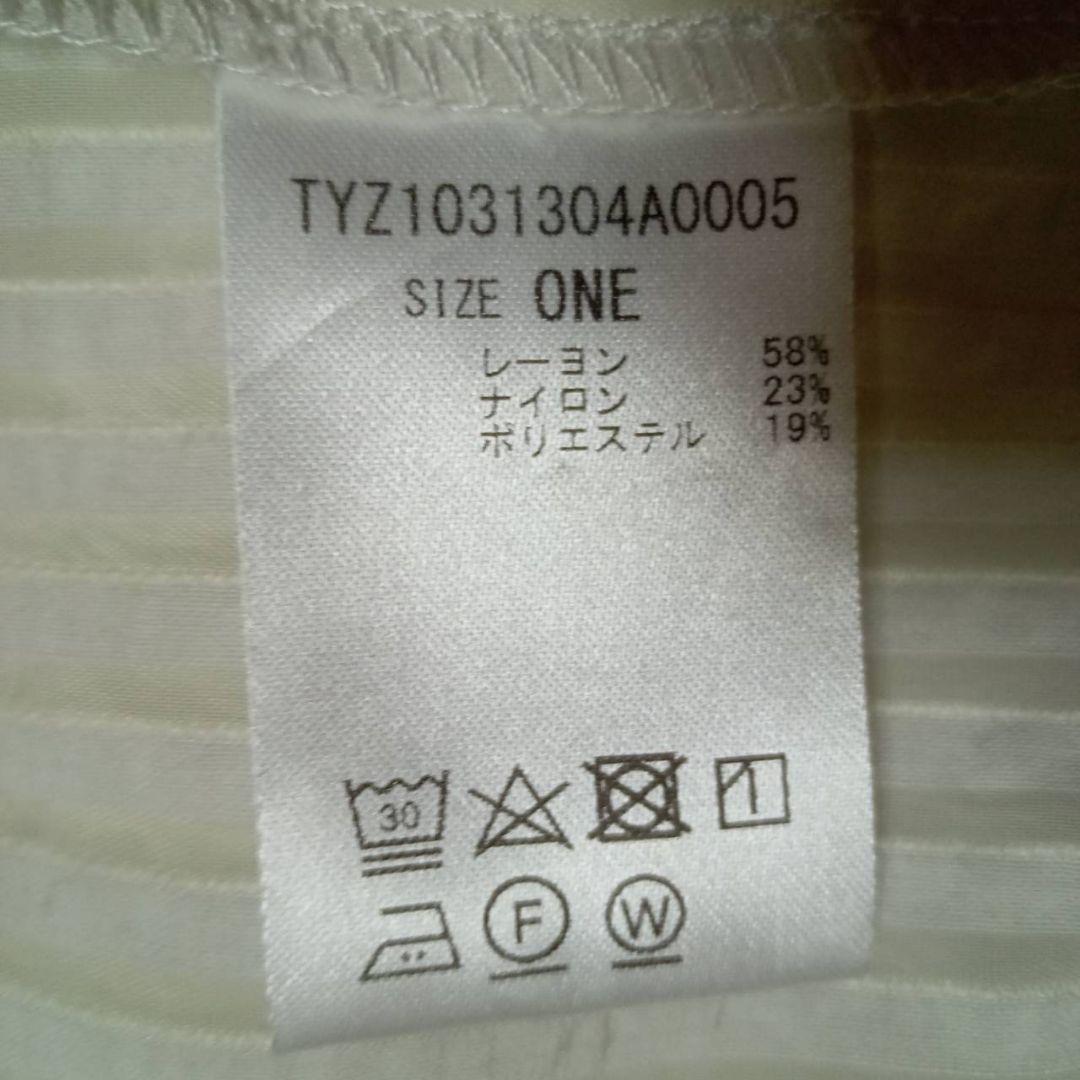 TYZ1031304A0005
SIZE ONE
レーヨン 58%
ナイロン 23%
ポリエステル 19%
30
F W